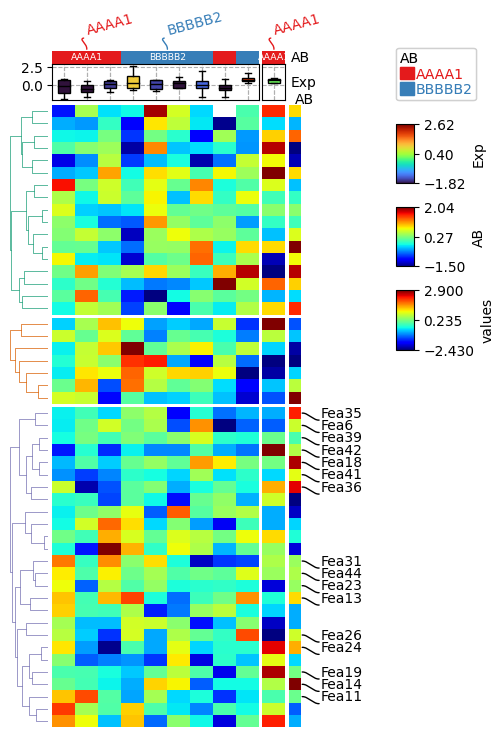 AAAA1
BBBBB2
AAAA1
AAAA1
BBBBB2
AAAA1
AB
2.5
0.0
Exp
AB
AB
AAAA1
BBBBB2
2.62
0.40
−1.82
Exp
2.04
0.27
−1.50
AB
2.900
0.235
−2.430
values
Fea35
Fea6
Fea39
Fea42
Fea18
Fea41
Fea36
Fea31
Fea44
Fea23
Fea13
Fea26
Fea24
Fea19
Fea14
Fea11